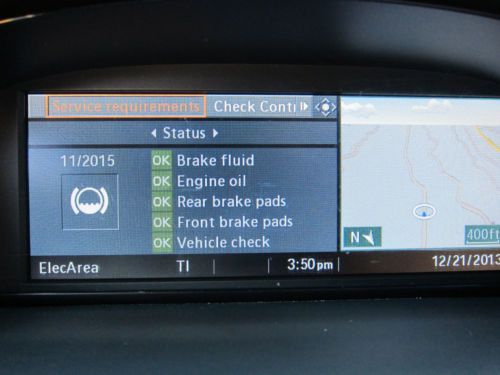 Service requirements Check Conti
Status
11/2015
OK Brake fluid
OK Engine oil
OK Rear brake pads
OK Front brake pads
OK Vehicle check
N 400ft
ElecArea TI 3:50pm 12/21/2013